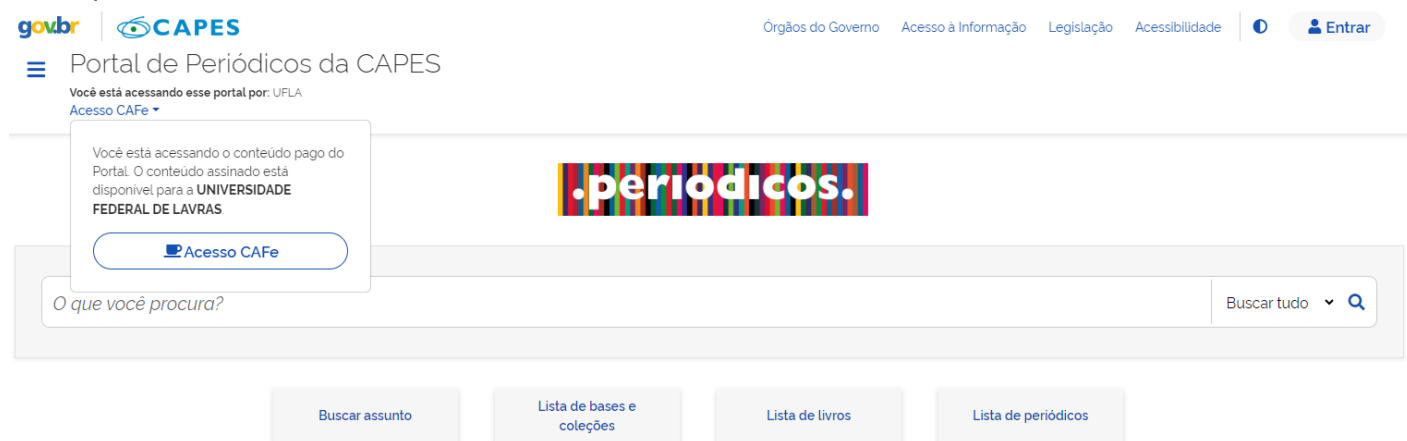 gov.br
CAPES
Órgãos do Governo
Acesso à Informação
Legislação
Acessibilidade
Entrar
Portal de Periódicos da CAPES
Você está acessando esse portal por: UFLA
Acesso CAFe
Você está acessando o conteúdo pago do
Portal. O conteúdo assinado está
disponível para a UNIVERSIDADE
FEDERAL DE LAVRAS.
Acesso CAFe
.periodicos.
O que você procura?
Buscar tudo
Buscar assunto
Lista de bases e
coleções
Lista de livros
Lista de periódicos